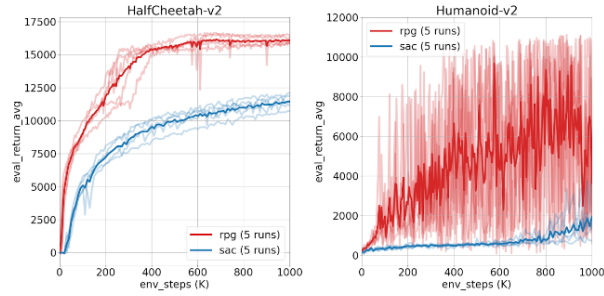 HalfCheetah-v2
eval_return_avg
17500
15000
12500
10000
7500
5000
2500
0
rpg (5 runs)
sac (5 runs)
0 200 400 600 800 1000
env_steps (K)
Humanoid-v2
eval_return_avg
12000
10000
8000
6000
4000
2000
0
rpg (5 runs)
sac (5 runs)
0 200 400 600 800 1000
env_steps (K)